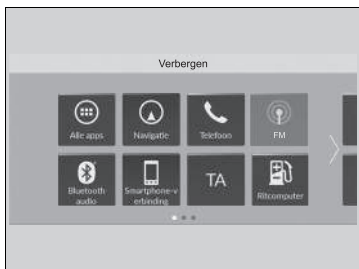 Verbergen
Alle apps
Navigatie
Telefoon
FM
Bluetooth-
audio
Smartphone-v
erbinding
TA
Ritcomputer